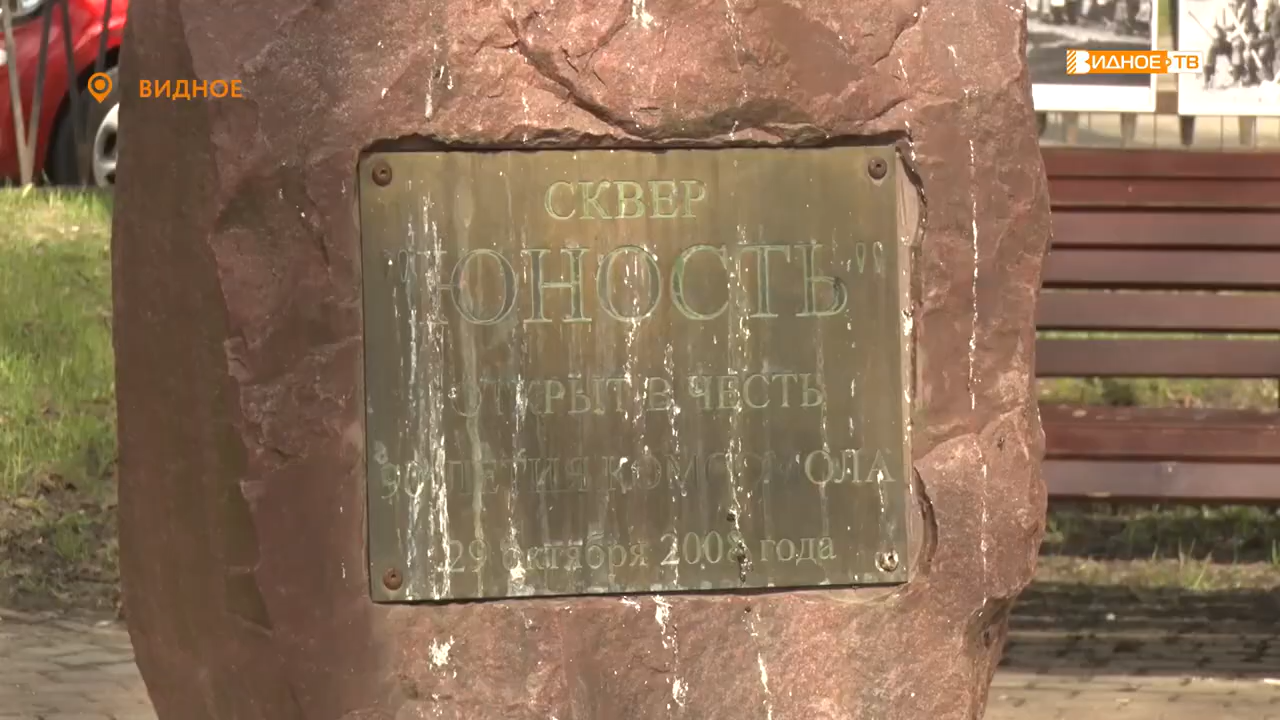 ВИДНОЕ
ВИДНОЕ ТВ
СКВЕР
"ЮНОСТЬ"
ОТКРЫТ В ЧЕСТЬ
90-ЛЕТИЯ КОМСОМОЛА
29 октября 2008 года